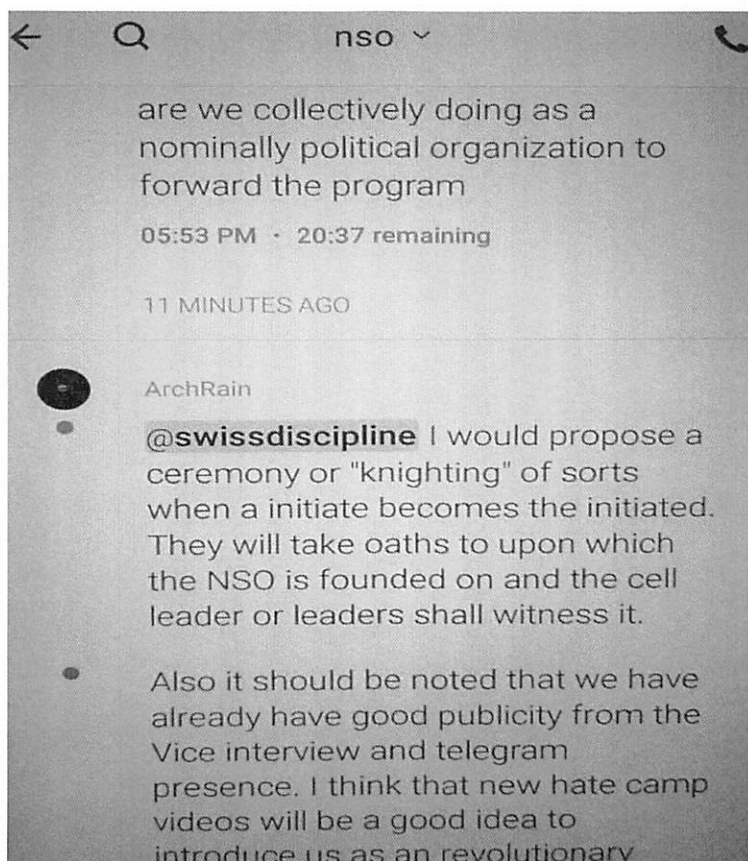 nso
are we collectively doing as a
nominally political organization to
forward the program
05:53 PM · 20:37 remaining
11 MINUTES AGO
ArchRain
@swissdiscipline I would propose a
ceremony or "knighting" of sorts
when a initiate becomes the initiated.
They will take oaths to upon which
the NSO is founded on and the cell
leader or leaders shall witness it.
Also it should be noted that we have
already have good publicity from the
Vice interview and telegram
presence. I think that new hate camp
videos will be a good idea to
introduce us as an revolutionary